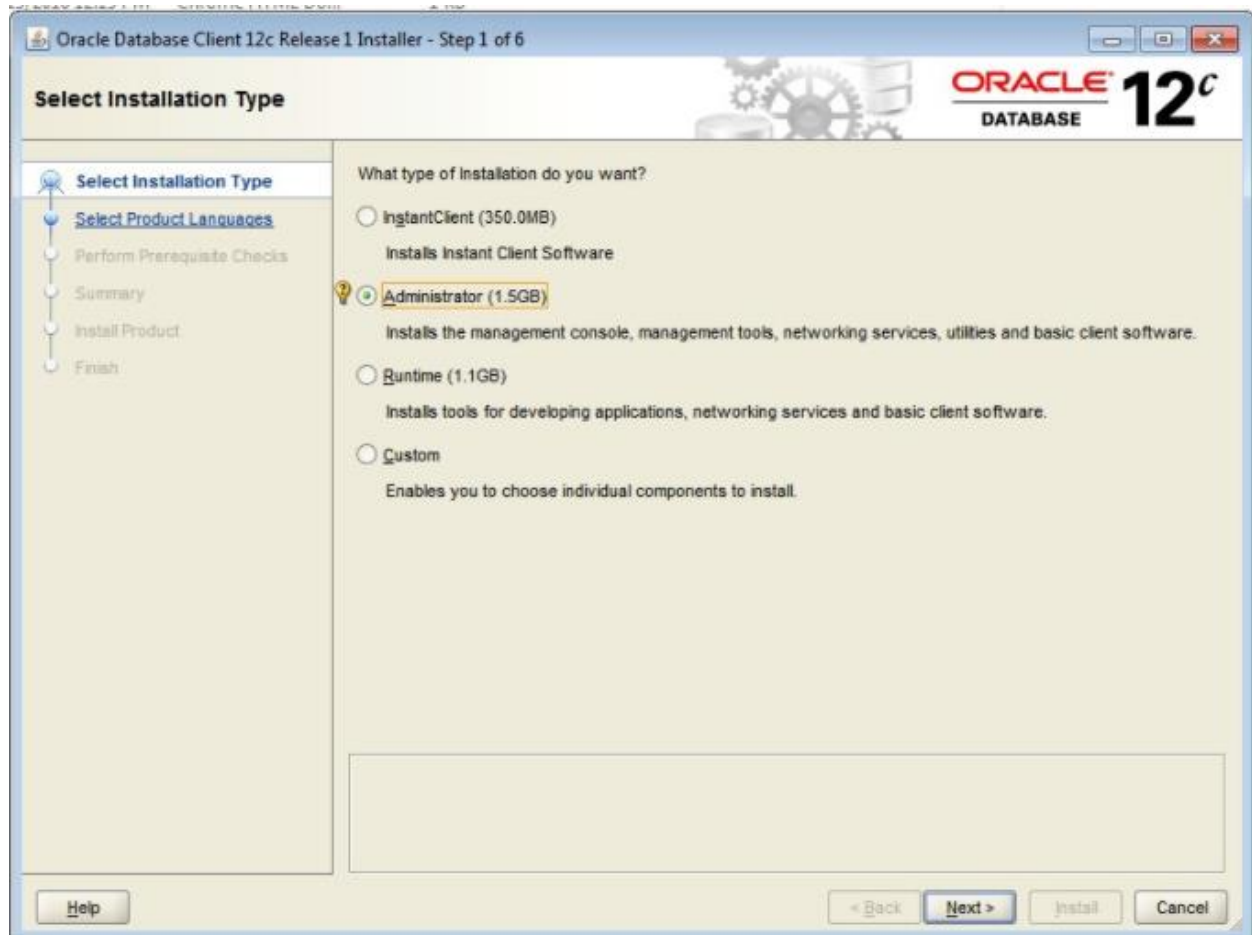 Oracle Database Client 12c Release 1 Installer - Step 1 of 6
Select Installation Type
ORACLE
DATABASE
12c
Select Installation Type
Select Product Languages
Perform Prerequisite Checks
Summary
Install Product
Finish
What type of Installation do you want?
InstantClient (350.0MB)
Installs Instant Client Software
Administrator (1.5GB)
Installs the management console, management tools, networking services, utilities and basic client software.
Runtime (1.1GB)
Installs tools for developing applications, networking services and basic client software.
Custom
Enables you to choose individual components to install.
Help
< Back
Next >
Install
Cancel